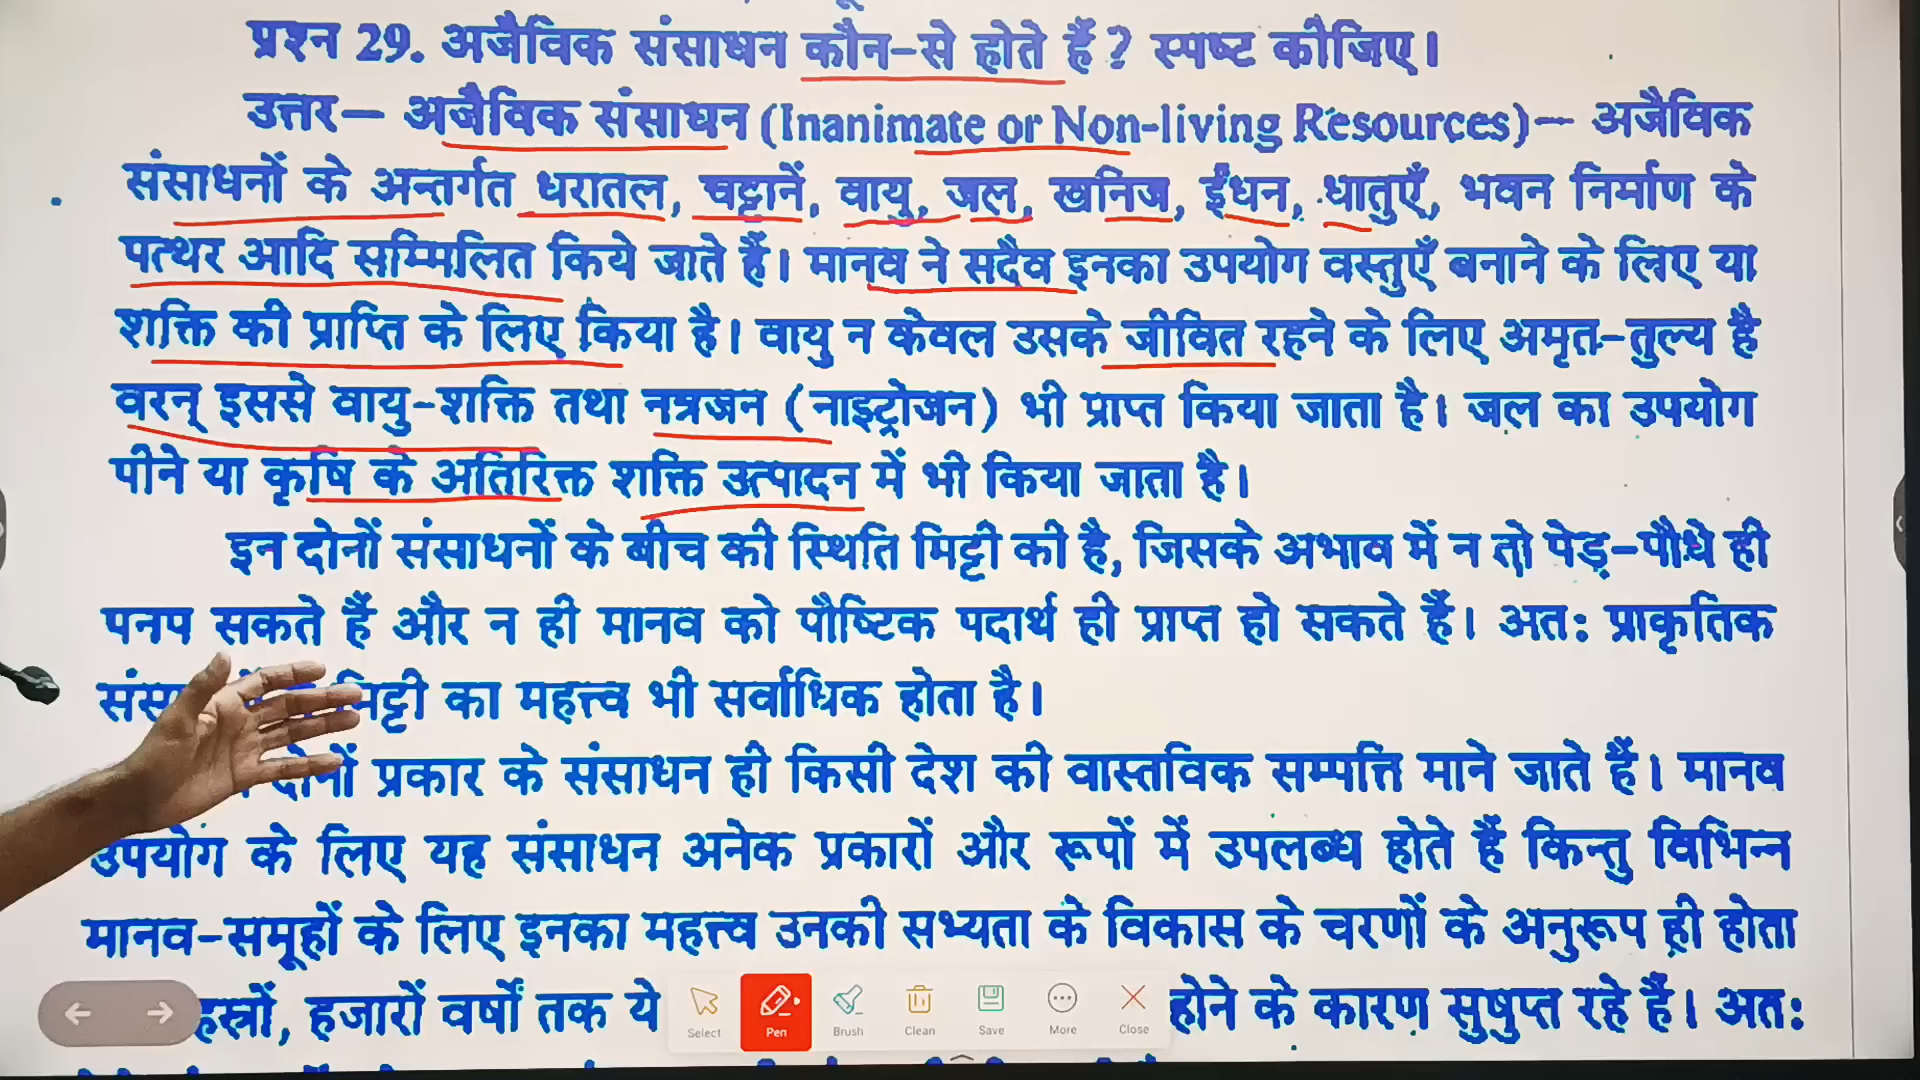 प्रश्न 29. अजैविक संसाधन कौन-से होते हैं? स्पष्ट कीजिए।
उत्तर— अजैविक संसाधन (Inanimate or Non-living Resources)— अजैविक
संसाधनों के अन्तर्गत धरातल, चट्टानें, वायु, जल, खनिज, ईंधन, धातुएँ, भवन निर्माण के
पत्थर आदि सम्मिलित किये जाते हैं। मानव ने सदैव इनका उपयोग वस्तुएँ बनाने के लिए या
शक्ति की प्राप्ति के लिए किया है। वायु न केवल उसके जीवित रहने के लिए अमृत-तुल्य है
वरन् इससे वायु-शक्ति तथा नत्रजन (नाइट्रोजन) भी प्राप्त किया जाता है। जल का उपयोग
पीने या कृषि के अतिरिक्त शक्ति उत्पादन में भी किया जाता है।
इन दोनों संसाधनों के बीच की स्थिति मिट्टी की है, जिसके अभाव में न तो पेड़-पौधे ही
पनप सकते हैं और न ही मानव को पौष्टिक पदार्थ ही प्राप्त हो सकते हैं। अतः प्राकृतिक
मिट्टी का महत्त्व भी सर्वाधिक होता है।
दोनों प्रकार के संसाधन ही किसी देश की वास्तविक सम्पत्ति माने जाते हैं। मानव
उपयोग के लिए यह संसाधन अनेक प्रकारों और रूपों में उपलब्ध होते हैं किन्तु विभिन्न
मानव-समूहों के लिए इनका महत्त्व उनकी सभ्यता के विकास के चरणों के अनुरूप ही होता
हजारों वर्षों तक ये होने के कारण सुषुप्त रहे हैं। अतः
Select Pen Brush Clean Save More Close